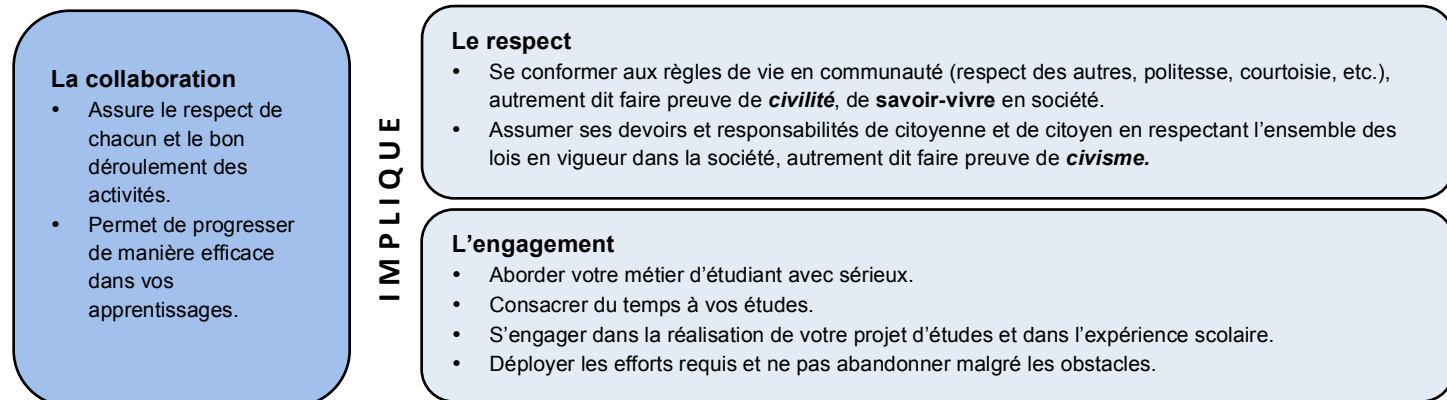 La collaboration
• Assure le respect de
chacun et le bon
déroulement des
activités.
• Permet de progresser
de manière efficace
dans vos
apprentissages.
IMPLIQUE
Le respect
• Se conformer aux règles de vie en communauté (respect des autres, politesse, courtoisie, etc.),
autrement dit faire preuve de civilité, de savoir-vivre en société.
• Assumer ses devoirs et responsabilités de citoyenne et de citoyen en respectant l’ensemble des
lois en vigueur dans la société, autrement dit faire preuve de civisme.
L’engagement
• Aborder votre métier d’étudiant avec sérieux.
• Consacrer du temps à vos études.
• S’engager dans la réalisation de votre projet d’études et dans l’expérience scolaire.
• Déployer les efforts requis et ne pas abandonner malgré les obstacles.